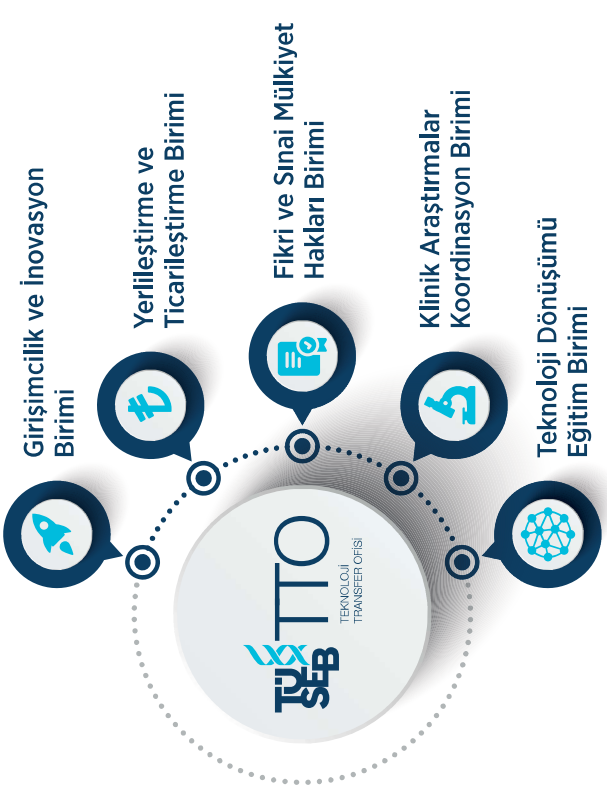 Girişimcilik ve İnovasyon
Birimi
Yerlileştirme ve
Ticarileştirme Birimi
Fikri ve Sınai Mülkiyet
Hakları Birimi
Klinik Araştırmalar
Koordinasyon Birimi
Teknoloji Dönüşümü
Eğitim Birimi
TÜSEB TTO
TEKNOLOJİ
TRANSFER OFİSİ